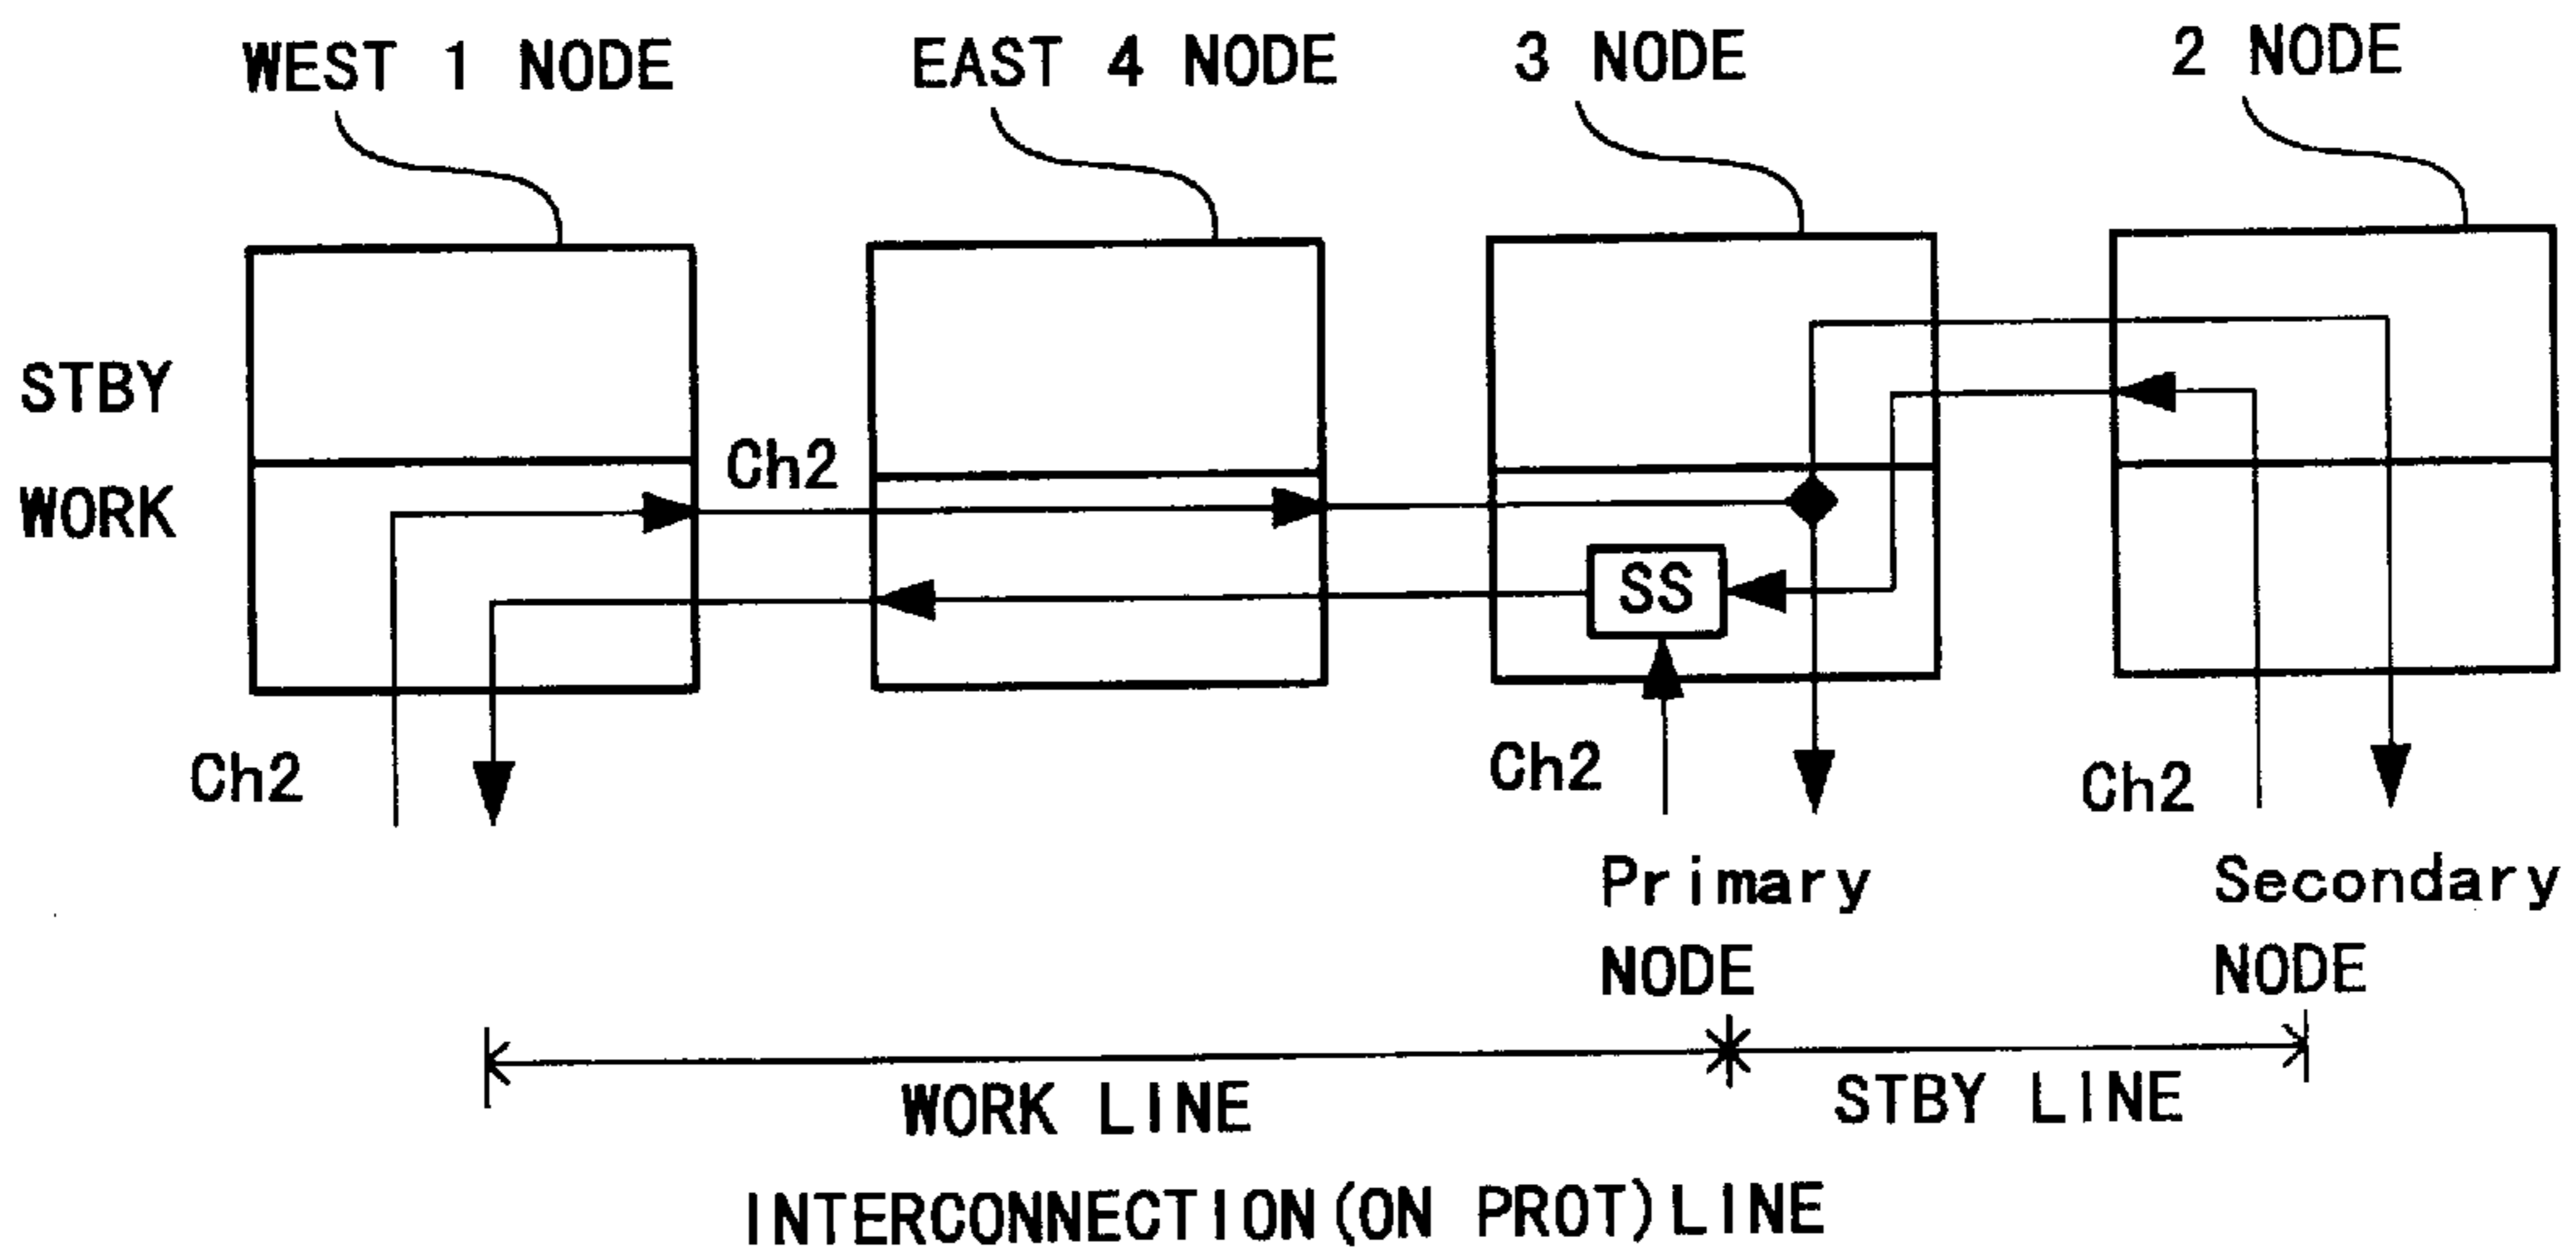 WEST 1 NODE
EAST 4 NODE
3 NODE
2 NODE
STBY
WORK
Ch2
SS
Ch2
Ch2
Ch2
Primary
NODE
Secondary
NODE
WORK LINE
STBY LINE
INTERCONNECTION(ON PROT)LINE